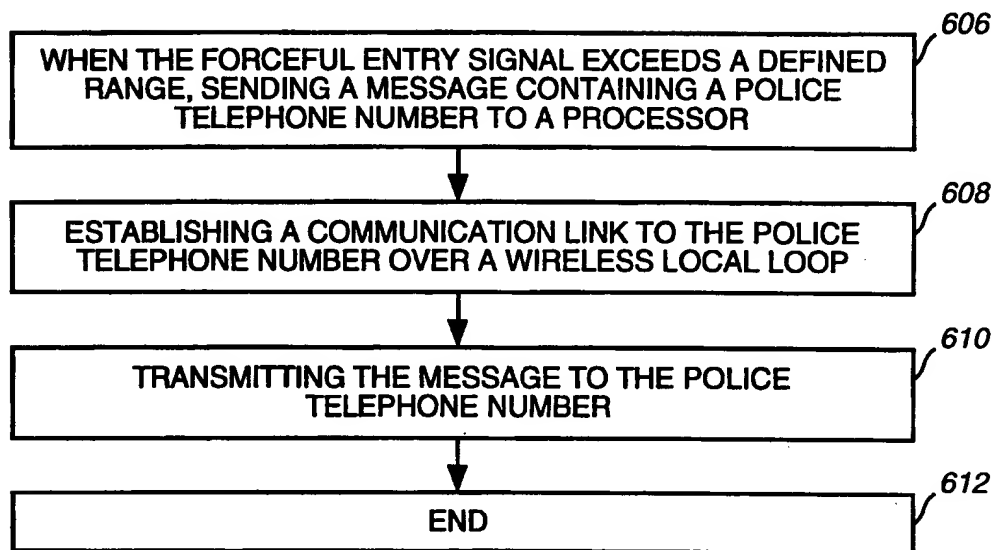 606
WHEN THE FORCEFUL ENTRY SIGNAL EXCEEDS A DEFINED
RANGE, SENDING A MESSAGE CONTAINING A POLICE
TELEPHONE NUMBER TO A PROCESSOR
608
ESTABLISHING A COMMUNICATION LINK TO THE POLICE
TELEPHONE NUMBER OVER A WIRELESS LOCAL LOOP
610
TRANSMITTING THE MESSAGE TO THE POLICE
TELEPHONE NUMBER
612
END